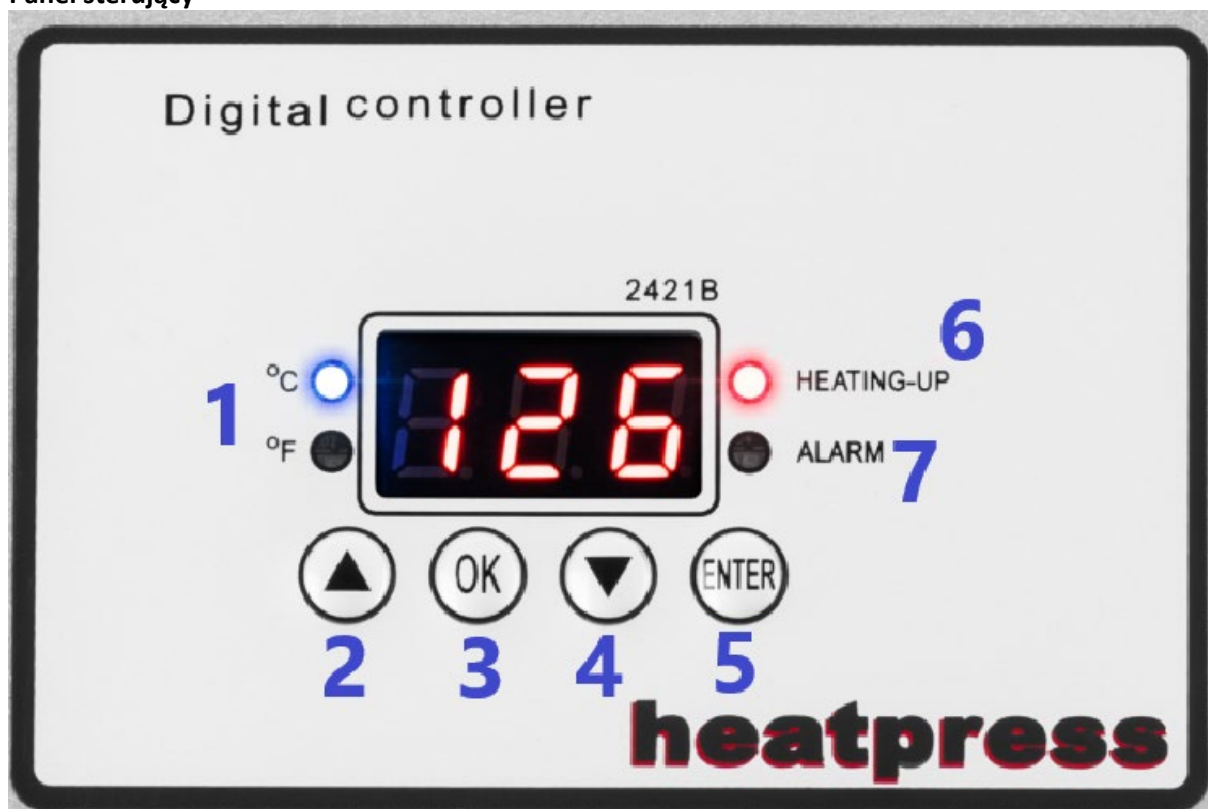 Panel sterujący
Digital controller
2421B
6
°C
126
HEATING-UP
1
°F
ALARM
7
OK
ENTER
2
3
4
5
heatpress